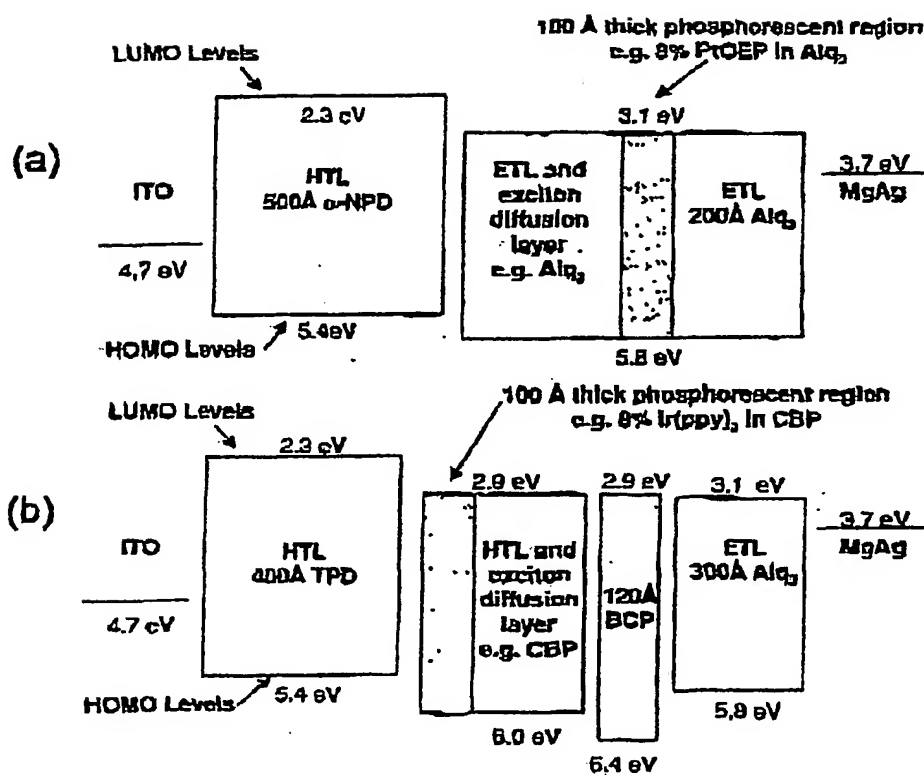 100 Å thick phosphorescent region
e.g. 8% PtOEP in Alq3
LUMO Levels
2.3 eV
3.1 eV
(a)
ITO
HTL
500Å α-NPD
ETL and
exciton
diffusion
layer
e.g. Alq3
ETL
200Å Alq3
3.7 eV
MgAg
4.7 eV
5.4eV
HOMO Levels
5.8 eV
LUMO Levels
100 Å thick phosphorescent region
e.g. 8% Ir(ppy)3 in CBP
2.3 eV
2.9 eV
2.9 eV
3.1 eV
(b)
ITO
HTL
400Å TPD
HTL and
exciton
diffusion
layer
e.g. CBP
120Å
BCP
ETL
300Å Alq3
3.7 eV
MgAg
4.7 eV
HOMO Levels
5.4 eV
6.0 eV
6.4 eV
5.8 eV